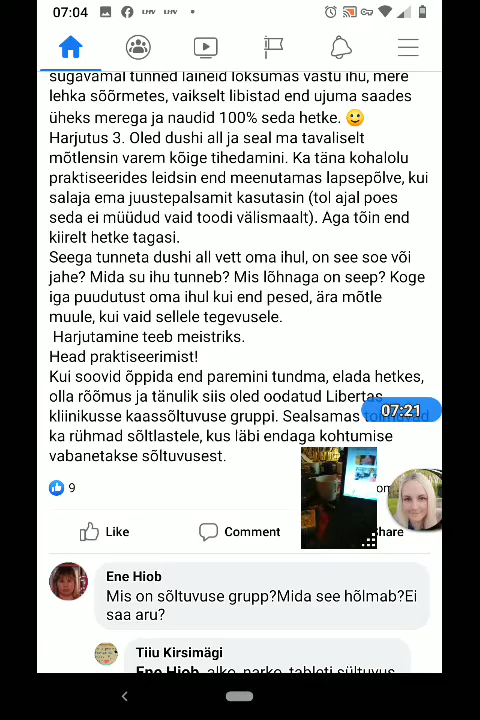 07:04
sügavamal tunned laineid loksumas vastu ihu, mere
lehka sõõrmetes, vaikselt libistad end ujuma saades
üheks merega ja naudid 100% seda hetke. 🙂
Harjutus 3. Oled dushi all ja seal ma tavaliselt
mõtlensin varem kõige tihedamini. Ka täna kohalolu
praktiseerides leidsin end meenutamas lapsepõlve, kui
salaja ema juustepalsamit kasutasin (tol ajal poes
seda ei müüdud vaid toodi välismaalt). Aga tõin end
kiirelt hetke tagasi.
Seega tunneta dushi all vett oma ihul, on see soe või
jahe? Mida su ihu tunneb? Mis lõhnaga on seep? Koge
iga puudutust oma ihul kui end pesed, ära mõtle
muule, kui vaid sellele tegevusele.
Harjutamine teeb meistriks.
Head praktiseerimist!
Kui soovid õppida end paremini tundma, elada hetkes,
olla rõõmus ja tänulik siis oled oodatud Libertas
kliinikusse kaassõltuvuse gruppi. Sealsamas
07:21
ka rühmad sõltlastele, kus läbi endaga kohtumise
vabanetakse sõltuvusest.
9
Like
Comment
Ene Hiob
Mis on sõltuvuse grupp?Mida see hõlmab?Ei
saa aru?
Tiiu Kirsimägi
Ene Hiob, alko, narko, tableti sültuvus